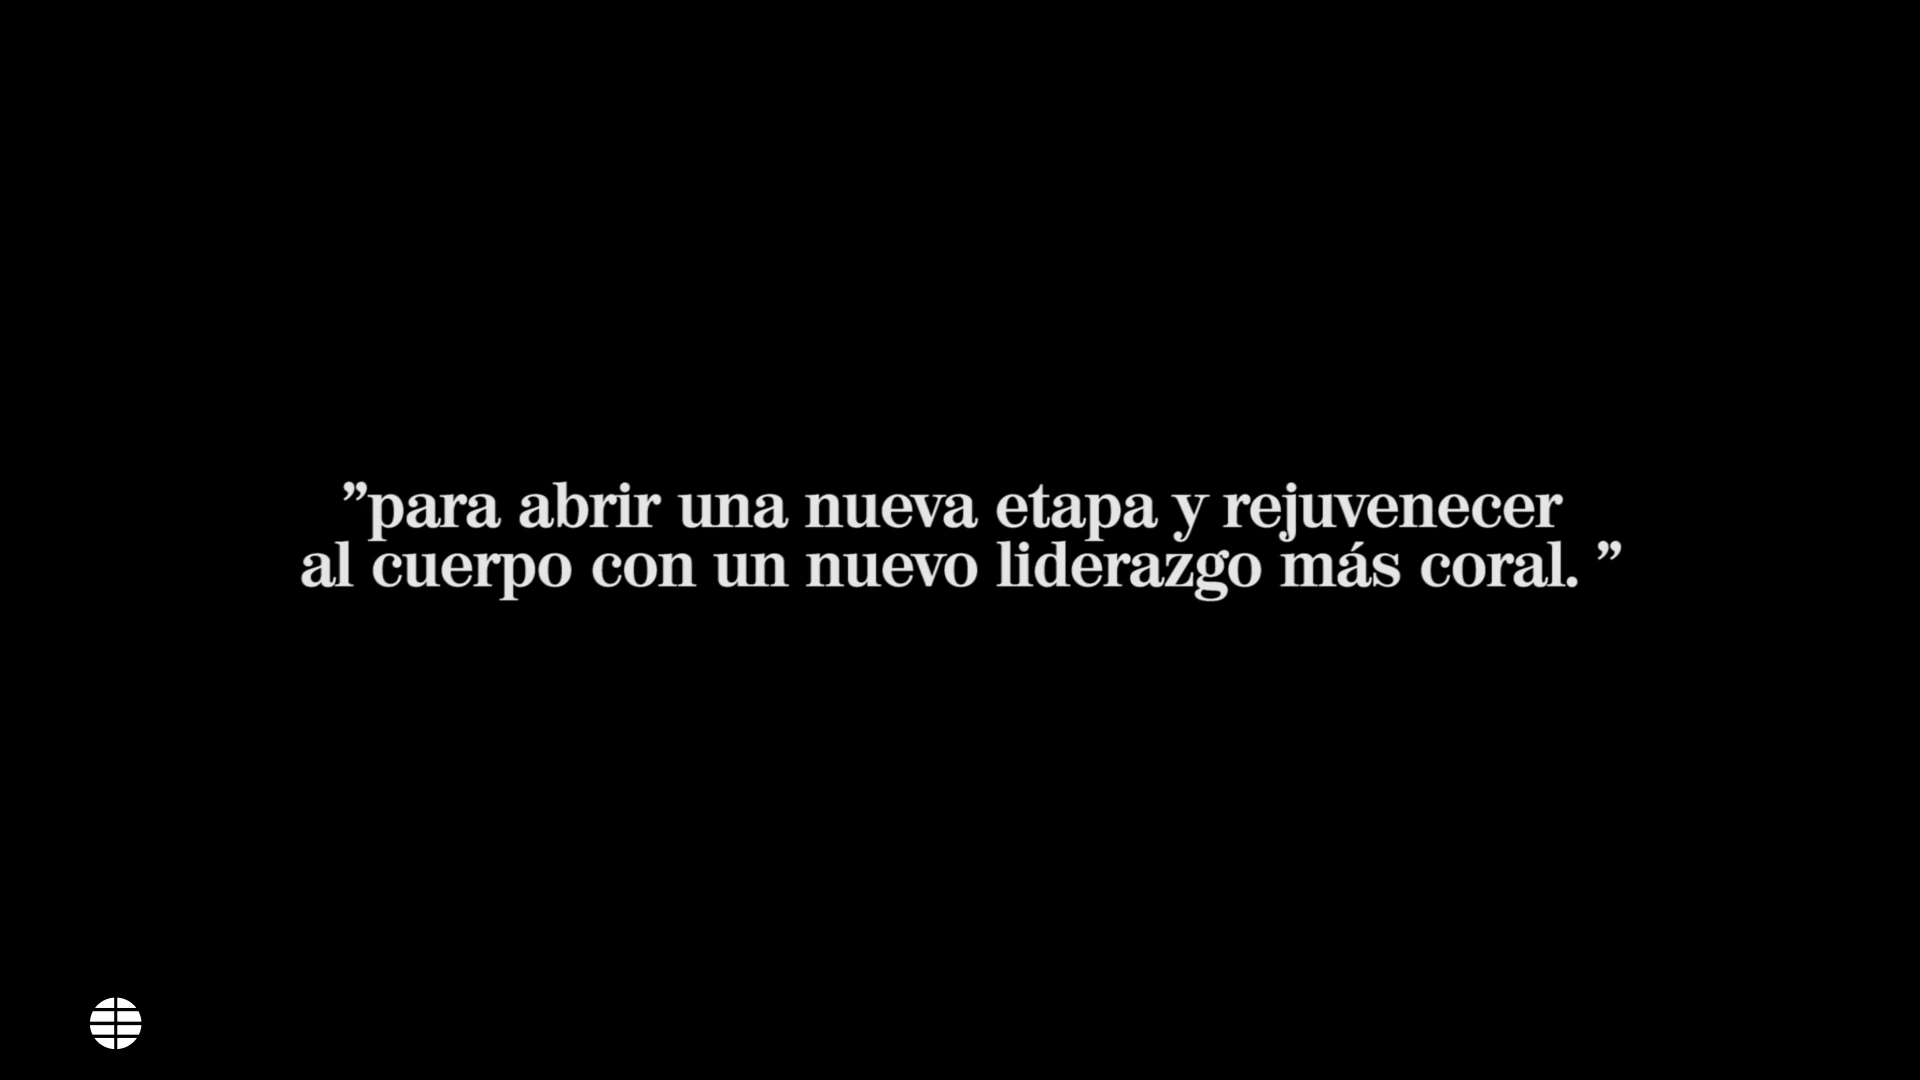 ”para abrir una nueva etapa y rejuvenecer
al cuerpo con un nuevo liderazgo más coral. ”